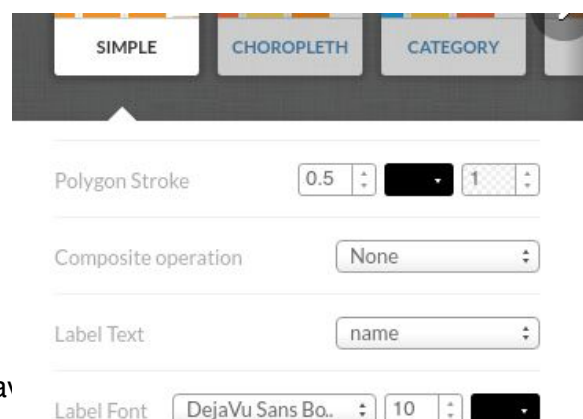 SIMPLE CHOROPLETH CATEGORY
Polygon Stroke 0.5 1
Composite operation None
Label Text name
Label Font DejaVu Sans Bo.. 10